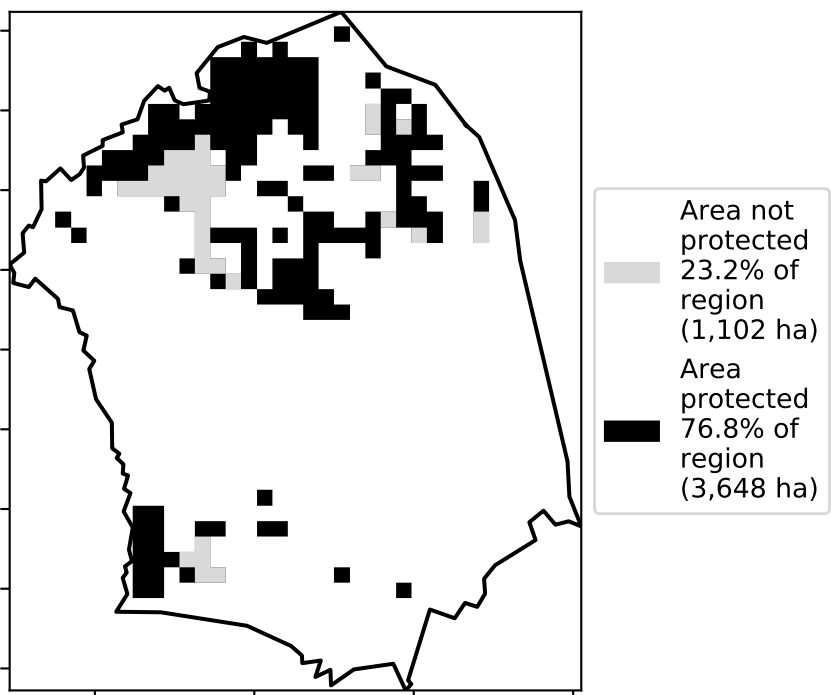 Area not
protected
23.2% of
region
(1,102 ha)
Area
protected
76.8% of
region
(3,648 ha)